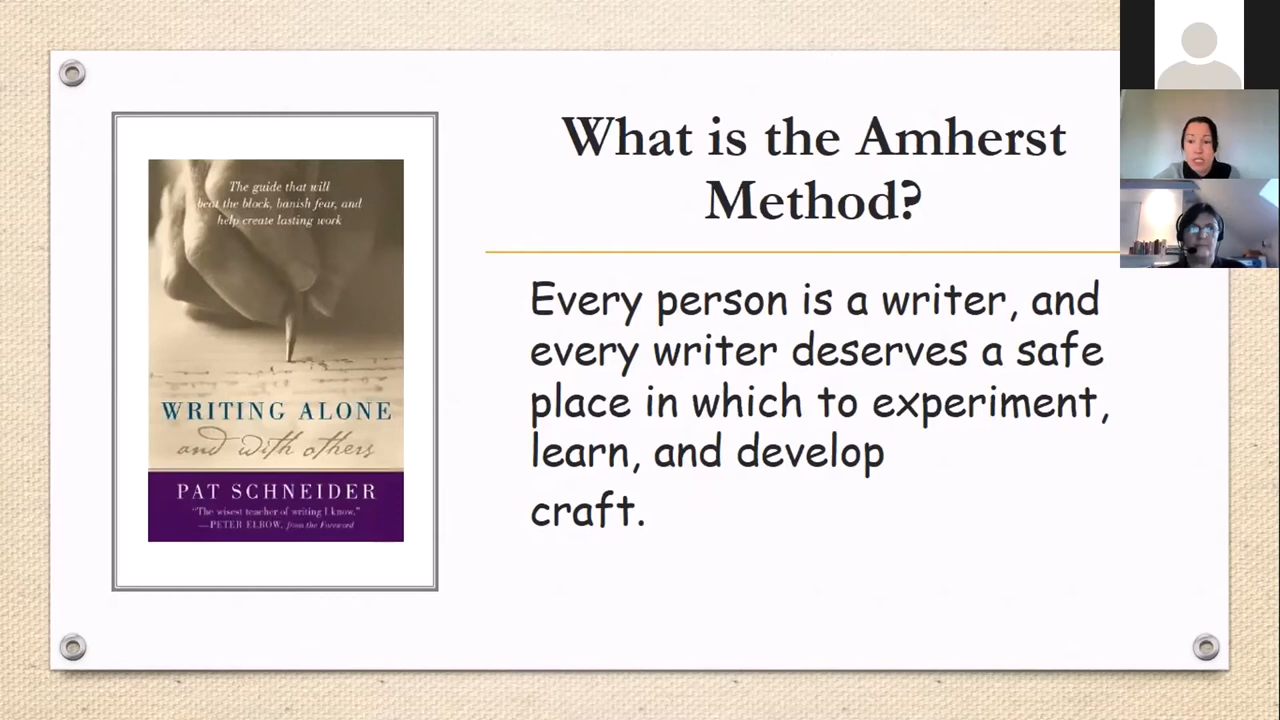 The guide that will
beat the block, banish fear, and
help create lasting work
WRITING ALONE
and with others
PAT SCHNEIDER
"The wisest teacher of writing I know."
—PETER ELBOW, from the Foreword
What is the Amherst
Method?
Every person is a writer, and
every writer deserves a safe
place in which to experiment,
learn, and develop
craft.